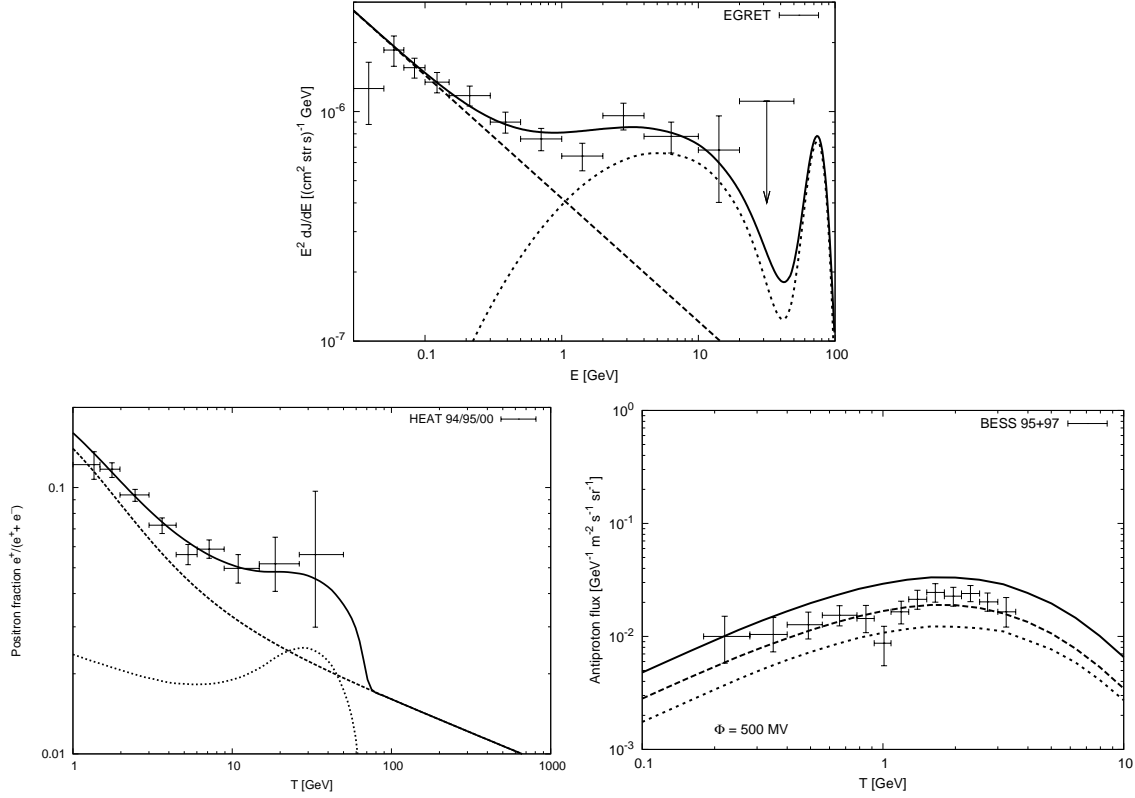 EGRET
E² dJ/dE [(cm² str s)⁻¹ GeV]
10⁻⁶
10⁻⁷
0.1 1 10 100
E [GeV]
HEAT 94/95/00
Positron fraction e⁺/(e⁺+ e⁻)
0.1
0.01
1 10 100 1000
T [GeV]
BESS 95+97
Antiproton flux [GeV⁻¹ m⁻² s⁻¹ sr⁻¹]
10⁰
10⁻¹
10⁻²
10⁻³
Φ = 500 MV
0.1 1 10
T [GeV]